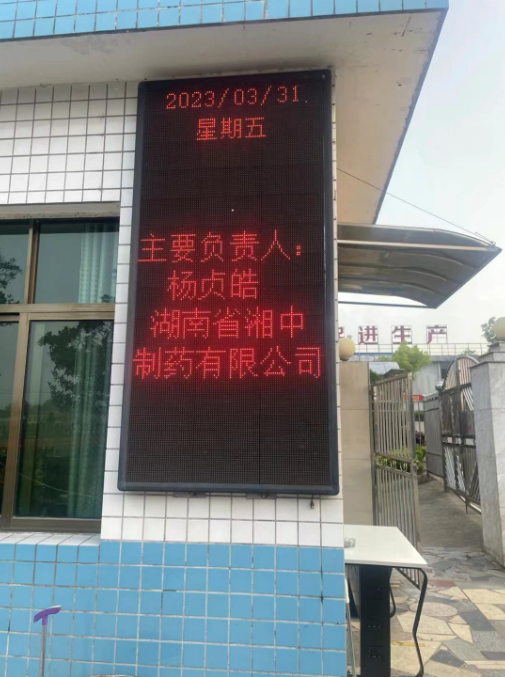 2023/03/31
星期五
主要负责人：
杨贞皓
湖南省湘中
制药有限公司
进生产